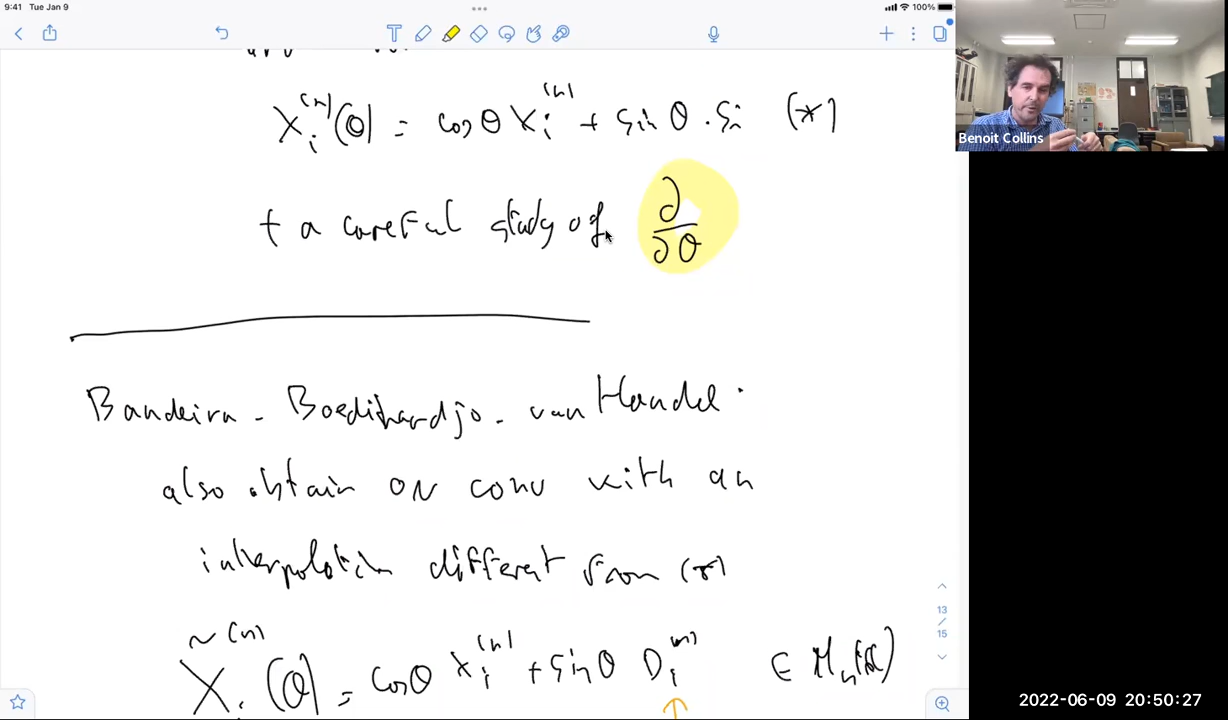 9:41 Tue Jan 9
100%
X_i^{(n)}(θ) = cos θ X_i^{(n)} + sin θ . S_i (*)
+ a careful study of ∂/∂θ
Benoit Collins
Bandeira - Boedihardjo - van Handel :
also obtain ON conv with an
interpolation different from (*)
X̃_i^{(n)}(θ) = cos θ X_i^{(n)} + sin θ D_i^{(n)} ∈ M_n(ℂ)
13
/
15
2022-06-09 20:50:27